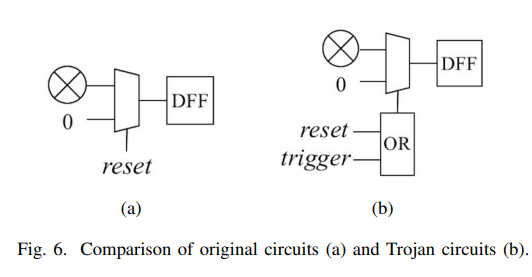 0
DFF
reset
(a)
0
DFF
reset
trigger
OR
(b)
Fig. 6. Comparison of original circuits (a) and Trojan circuits (b).